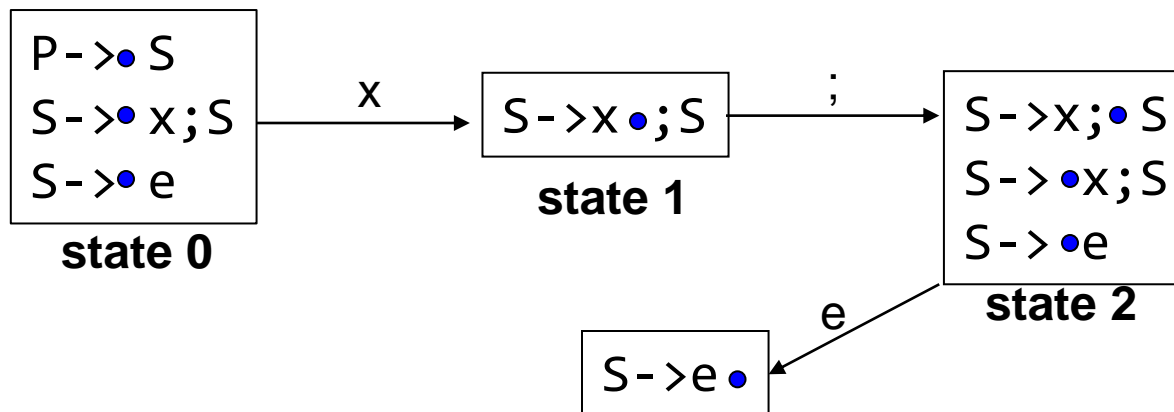 P->• S
S->• x;S
S->• e
state 0
x
S->x •;S
state 1
;
S->x;• S
S-> •x;S
S-> •e
state 2
e
S->e •